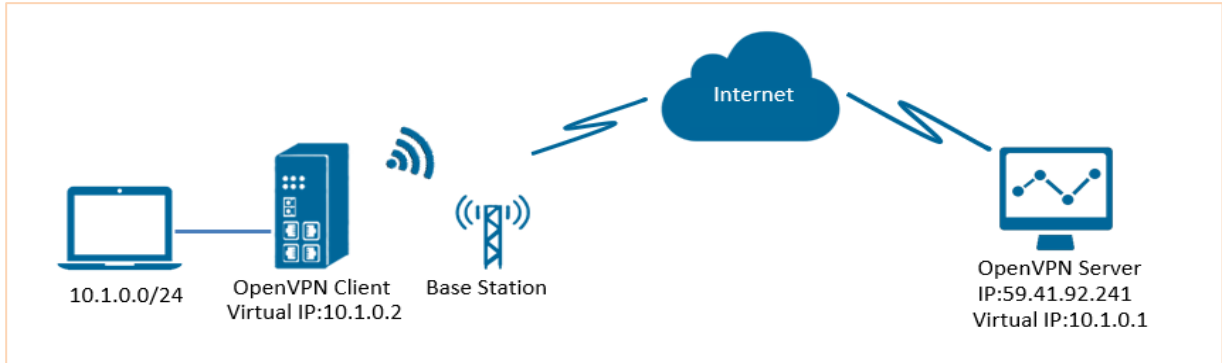 Internet
10.1.0.0/24
OpenVPN Client
Virtual IP:10.1.0.2
Base Station
OpenVPN Server
IP:59.41.92.241
Virtual IP:10.1.0.1